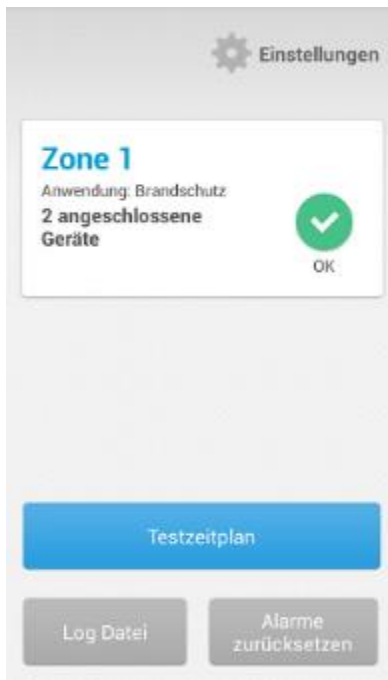 Einstellungen
Zone 1
Anwendung: Brandschutz
2 angeschlossene
Geräte
OK
Testzeitplan
Log Datei
Alarme
zurücksetzen